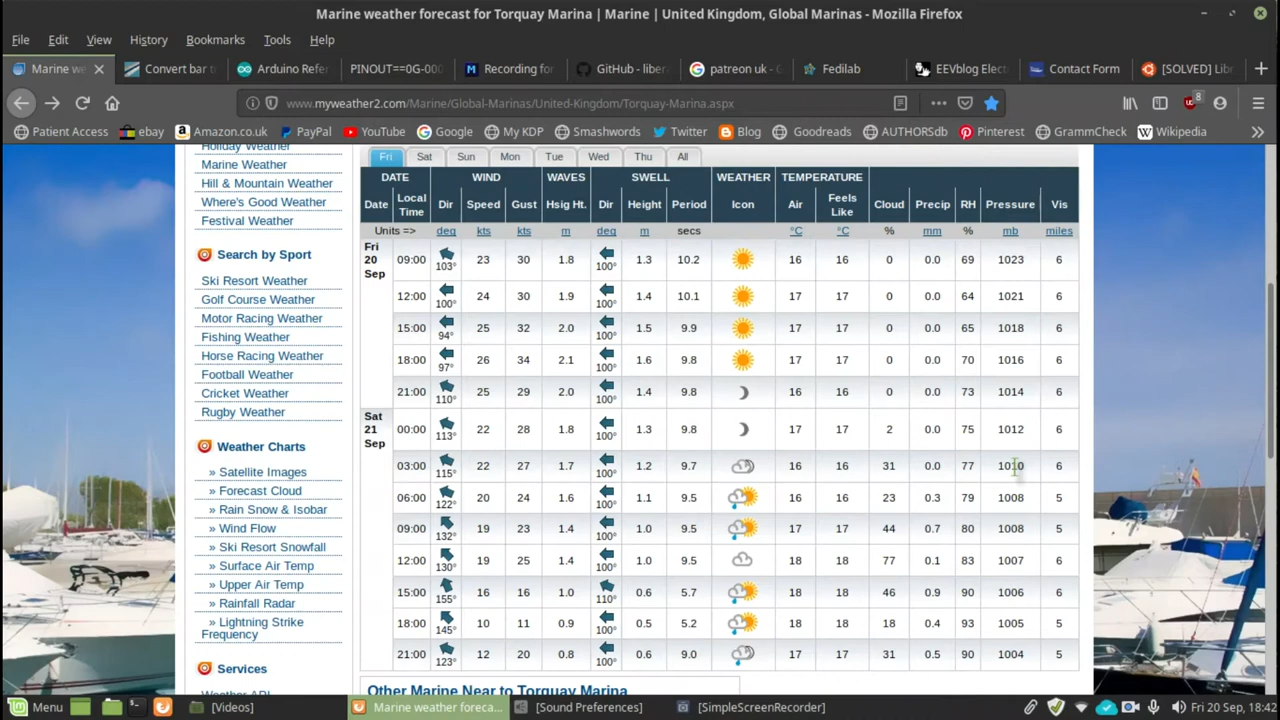 Marine weather forecast for Torquay Marina | Marine | United Kingdom, Global Marinas - Mozilla Firefox
File Edit View History Bookmarks Tools Help
Marine we Convert bar t Arduino Refe PINOUT==0G-000 Recording for GitHub - libera patreon uk - G Fedilab EEVblog Elect Contact Form [SOLVED] Lib
www.myweather2.com/Marine/Global-Marinas/United-Kingdom/Torquay-Marina.aspx 8
Patient Access ebay Amazon.co.uk PayPal YouTube Google My KDP Smashwords Twitter Blog Goodreads AUTHORSdb Pinterest GrammCheck Wikipedia
Holiday Weather
Marine Weather
Hill & Mountain Weather
Where's Good Weather
Festival Weather
Search by Sport
Ski Resort Weather
Golf Course Weather
Motor Racing Weather
Fishing Weather
Horse Racing Weather
Football Weather
Cricket Weather
Rugby Weather
Weather Charts
» Satellite Images
» Forecast Cloud
» Rain Snow & Isobar
» Wind Flow
» Ski Resort Snowfall
» Surface Air Temp
» Upper Air Temp
» Rainfall Radar
» Lightning Strike
Frequency
Services
Weather API
Fri Sat Sun Mon Tue Wed Thu All
DATE WIND WAVES SWELL WEATHER TEMPERATURE
Date Local Time Dir Speed Gust Hsig Ht. Dir Height Period Icon Air Feels Like Cloud Precip RH Pressure Vis
Units => deg kts kts m deg m secs °C °C % mm % mb miles
Fri 20 Sep 09:00 103° 23 30 1.8 100° 1.3 10.2 16 16 0 0.0 69 1023 6
12:00 100° 24 30 1.9 100° 1.4 10.1 17 17 0 0.0 64 1021 6
15:00 94° 25 32 2.0 100° 1.5 9.9 17 17 0 0.0 65 1018 6
18:00 97° 26 34 2.1 100° 1.6 9.8 17 17 0 0.0 70 1016 6
21:00 110° 25 29 2.0 100° 1.4 9.8 16 16 0 0.0 73 1014 6
Sat 21 Sep 00:00 113° 22 28 1.8 100° 1.3 9.8 17 17 2 0.0 75 1012 6
03:00 115° 22 27 1.7 100° 1.2 9.7 16 16 31 0.0 77 1010 6
06:00 122° 20 24 1.6 100° 1.1 9.5 16 16 23 0.3 79 1008 5
09:00 132° 19 23 1.4 100° 1.0 9.5 17 17 44 0.7 80 1008 5
12:00 130° 19 25 1.4 100° 1.0 9.5 18 18 77 0.1 83 1007 6
15:00 155° 16 16 1.0 110° 0.6 5.7 18 18 46 0.9 90 1006 6
18:00 145° 10 11 0.9 100° 0.5 5.2 18 18 18 0.4 93 1005 5
21:00 123° 12 20 0.8 100° 0.6 9.0 17 17 31 0.5 90 1004 5
Other Marine Near to Torquay Marina
Menu [Videos] Marine weather foreca... [Sound Preferences] [SimpleScreenRecorder] Fri 20 Sep, 18:42